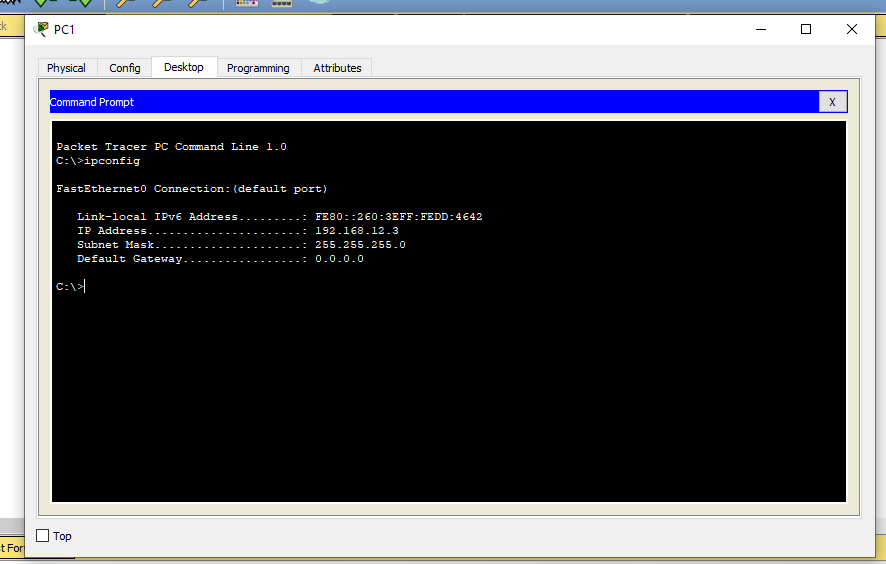 PC1
Physical Config Desktop Programming Attributes
Command Prompt X
Packet Tracer PC Command Line 1.0
C:\>ipconfig
FastEthernet0 Connection:(default port)
Link-local IPv6 Address.........: FE80::260:3EFF:FEDD:4642
IP Address......................: 192.168.12.3
Subnet Mask.....................: 255.255.255.0
Default Gateway.................: 0.0.0.0
C:\>
Top